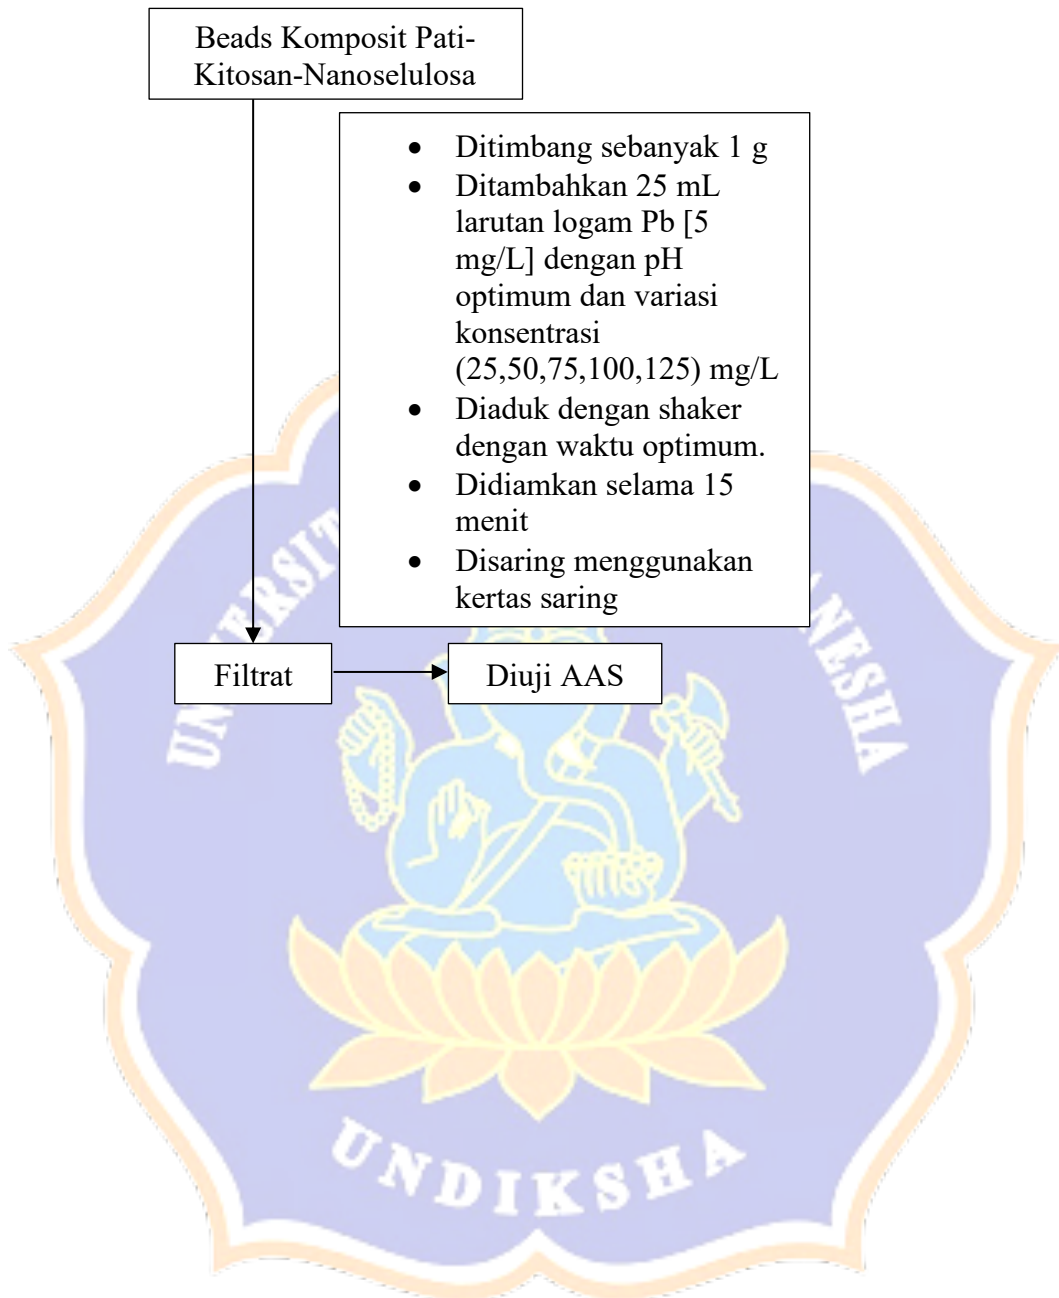 Beads Komposit Pati-
Kitosan-Nanoselulosa
• Ditimbang sebanyak 1 g
• Ditambahkan 25 mL
larutan logam Pb [5
mg/L] dengan pH
optimum dan variasi
konsentrasi
(25,50,75,100,125) mg/L
• Diaduk dengan shaker
dengan waktu optimum.
• Didiamkan selama 15
menit
• Disaring menggunakan
kertas saring
Filtrat
Diuji AAS
UNDIKSHA